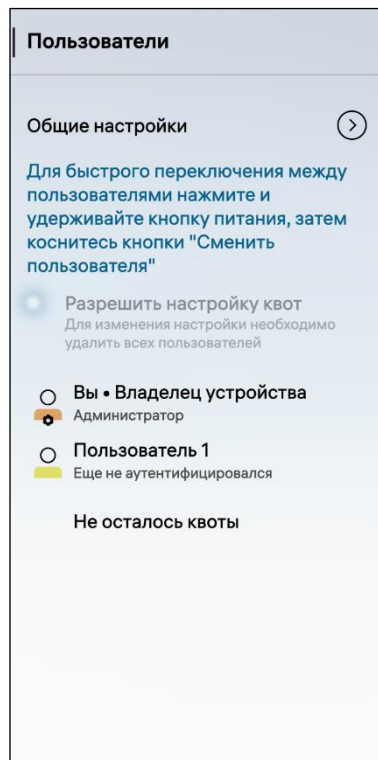 Пользователи
Общие настройки
Для быстрого переключения между
пользователями нажмите и
удерживайте кнопку питания, затем
коснитесь кнопки "Сменить
пользователя"
Разрешить настройку квот
Для изменения настройки необходимо
удалить всех пользователей
Вы • Владелец устройства
Администратор
Пользователь 1
Еще не аутентифицировался
Не осталось квоты